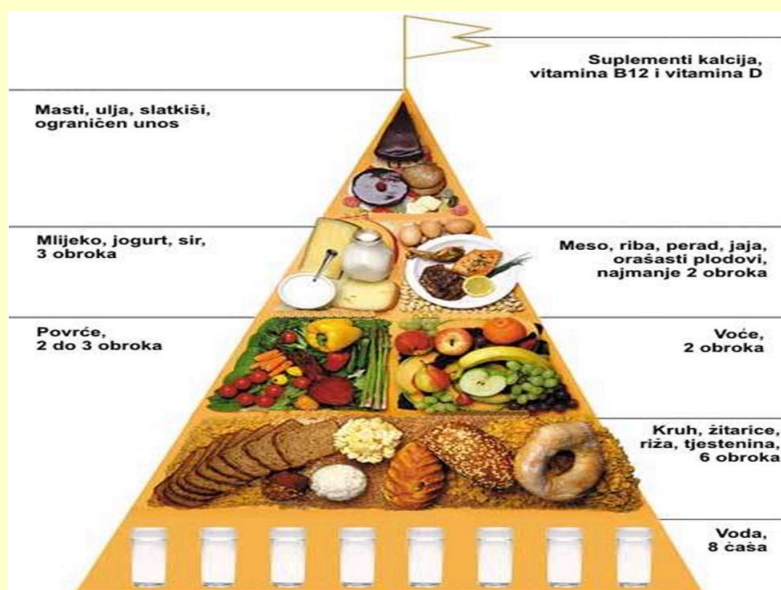 Suplementi kalcija,
vitamina B12 i vitamina D
Masti, ulja, slatkiši,
ograničen unos
Mlijeko, jogurt, sir,
3 obroka
Meso, riba, perad, jaja,
orašasti plodovi,
najmanje 2 obroka
Povrće,
2 do 3 obroka
Voće,
2 obroka
Kruh, žitarice,
riža, tjestenina,
6 obroka
Voda,
8 čaša